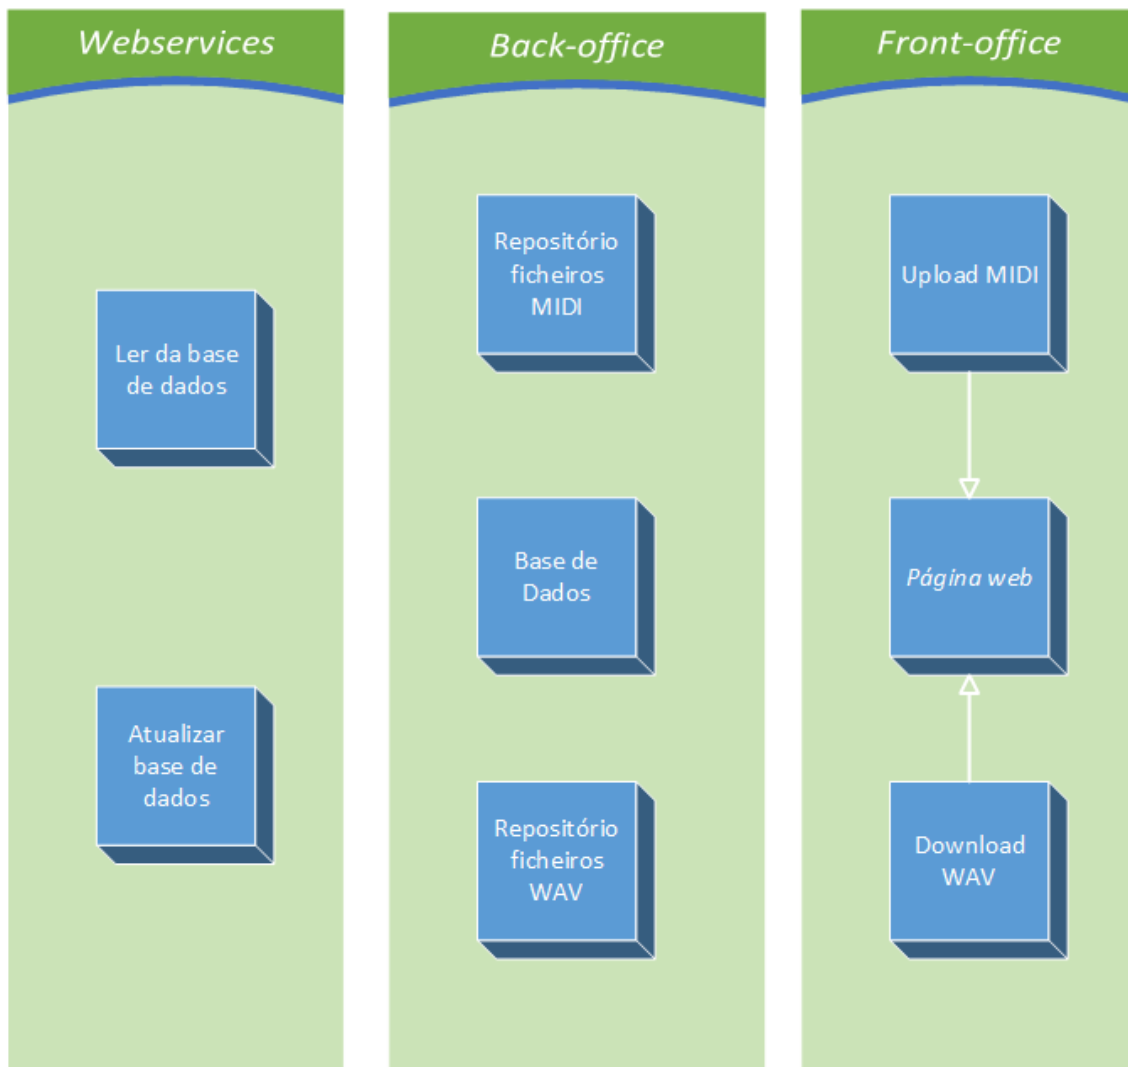 Webservices
Ler da base
de dados
Atualizar
base de
dados
Back-office
Repositório
ficheiros
MIDI
Base de
Dados
Repositório
ficheiros
WAV
Front-office
Upload MIDI
Página web
Download
WAV